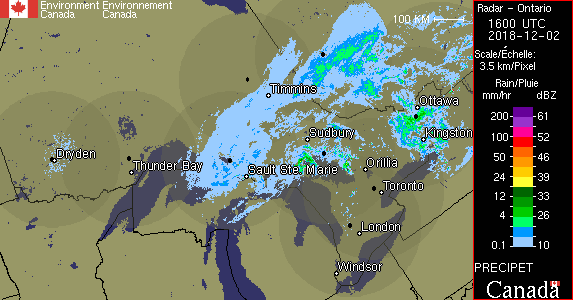 Environment Environnement
Canada Canada
100 KM
Timmins
Ottawa
Sudbury
Kingston
Dryden
Thunder Bay
Sault Ste. Marie
Orillia
Toronto
London
Windsor
Radar – Ontario
1600 UTC
2018-12-02
Scale/Échelle:
3.5 km/Pixel
Rain/Pluie
mm/hr dBZ
200 61
100 52
50 46
24 39
12 33
4 26
0.1 10
PRECIPET
Canada